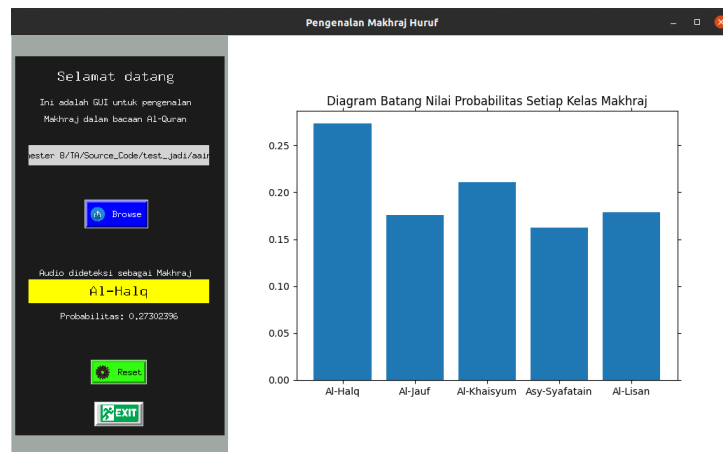 Pengenalan Makhraj Huruf
Selamat datang
Ini adalah GUI untuk pengenalan
Makhraj dalam bacaan Al-Quran
mester 8/TA/Source_Code/test_jadi/aain
Browse
Audio dideteksi sebagai Makhraj
Al-Halq
Probabilitas: 0,27302396
Reset
EXIT
Diagram Batang Nilai Probabilitas Setiap Kelas Makhraj
0.25
0.20
0.15
0.10
0.05
0.00
Al-Halq Al-Jauf Al-Khaisyum Asy-Syafatain Al-Lisan